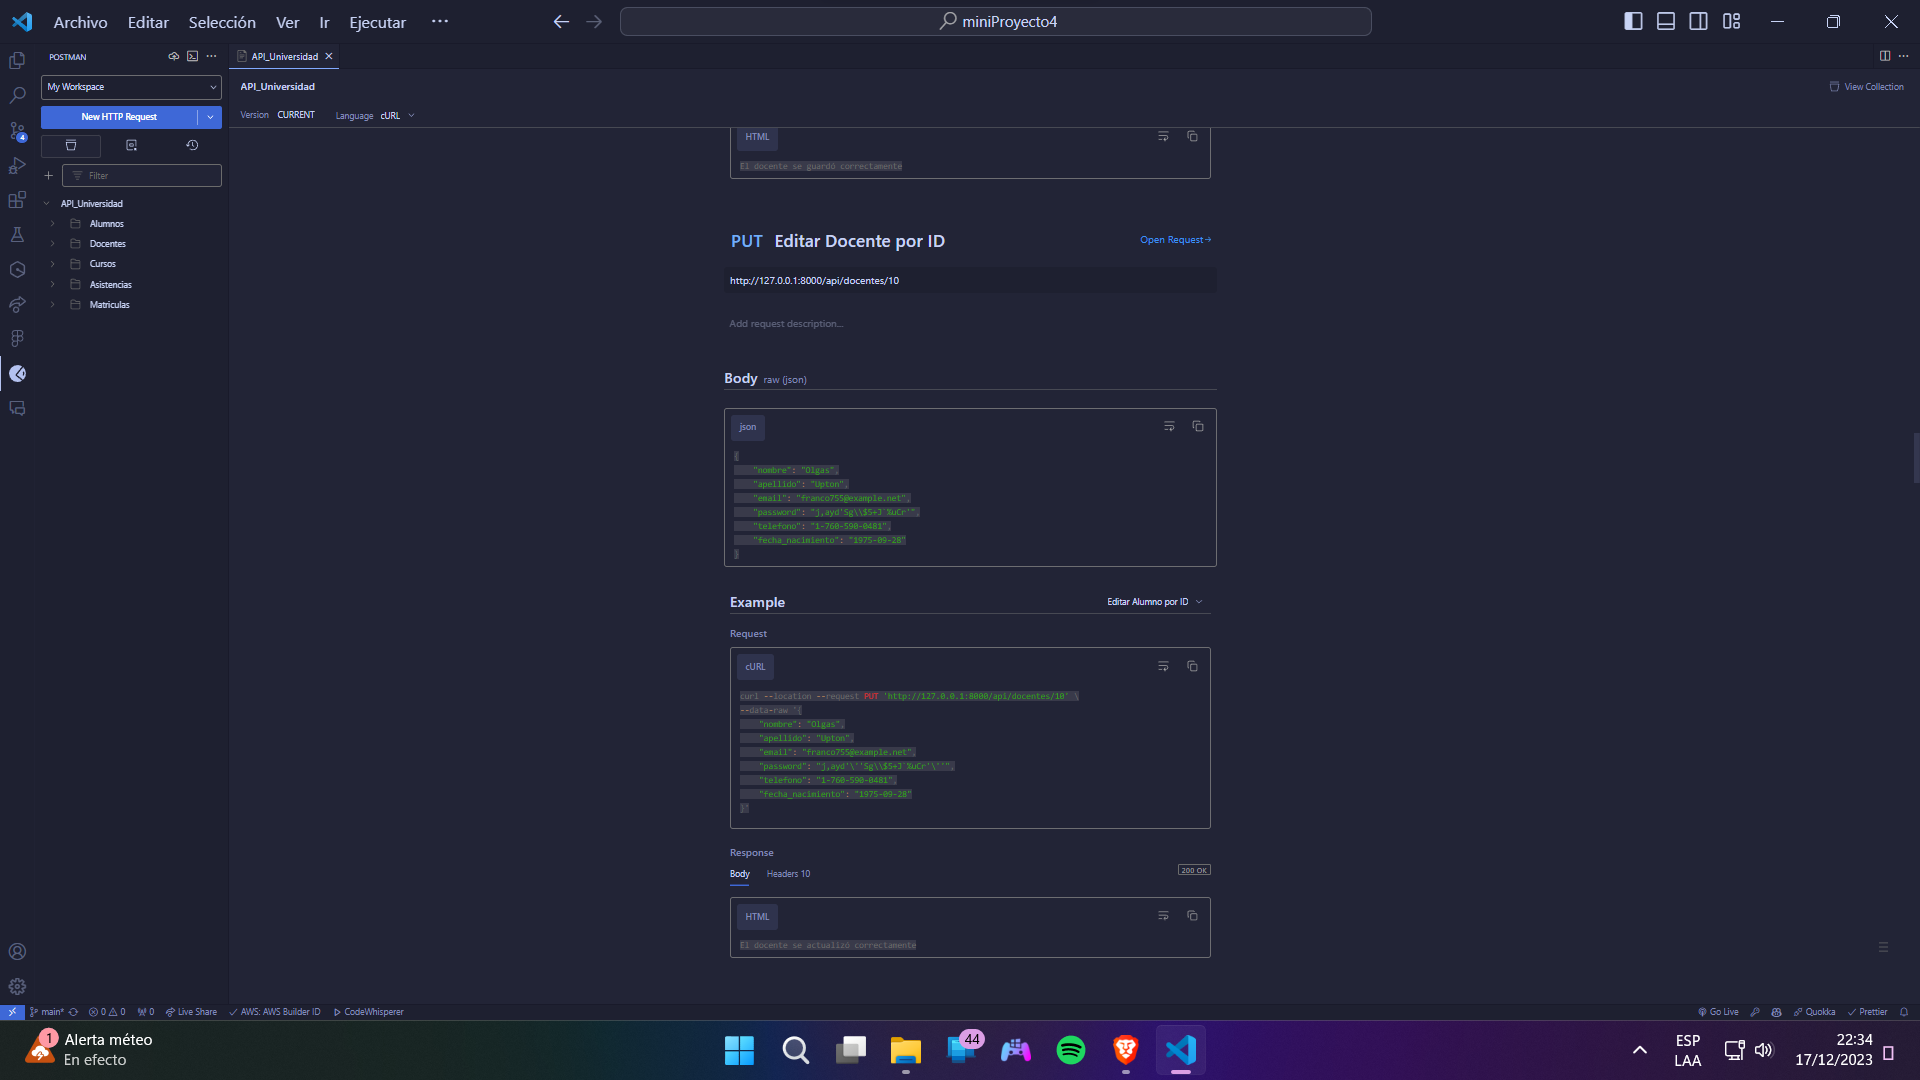 Archivo Editar Selección Ver Ir Ejecutar ···
miniProyecto4
POSTMAN
API_Universidad
My Workspace
API_Universidad
View Collection
New HTTP Request
Version CURRENT Language cURL
4
Filter
API_Universidad
Alumnos
Docentes
Cursos
Asistencias
Matriculas
HTML
El docente se guardó correctamente
PUT Editar Docente por ID
Open Request→
http://127.0.0.1:8000/api/docentes/10
Add request description...
Body raw (json)
json
{
"nombre": "Olgas",
"apellido": "Upton",
"email": "franco755@example.net",
"password": "j,ayd'Sg\\$5+J`%uCr'",
"telefono": "1-760-590-0481",
"fecha_nacimiento": "1975-09-28"
}
Example
Editar Alumno por ID
Request
cURL
curl --location --request PUT 'http://127.0.0.1:8000/api/docentes/10' \
--data-raw '{
"nombre": "Olgas",
"apellido": "Upton",
"email": "franco755@example.net",
"password": "j,ayd'\''Sg\\$5+J`%uCr'\''",
"telefono": "1-760-590-0481",
"fecha_nacimiento": "1975-09-28"
}'
Response
Body Headers 10
200 OK
HTML
El docente se actualizó correctamente
main* 0 0 0 Live Share AWS: AWS Builder ID CodeWhisperer
Go Live Quokka Prettier
1
Alerta méteo
En efecto
44
ESP
LAA
22:34
17/12/2023